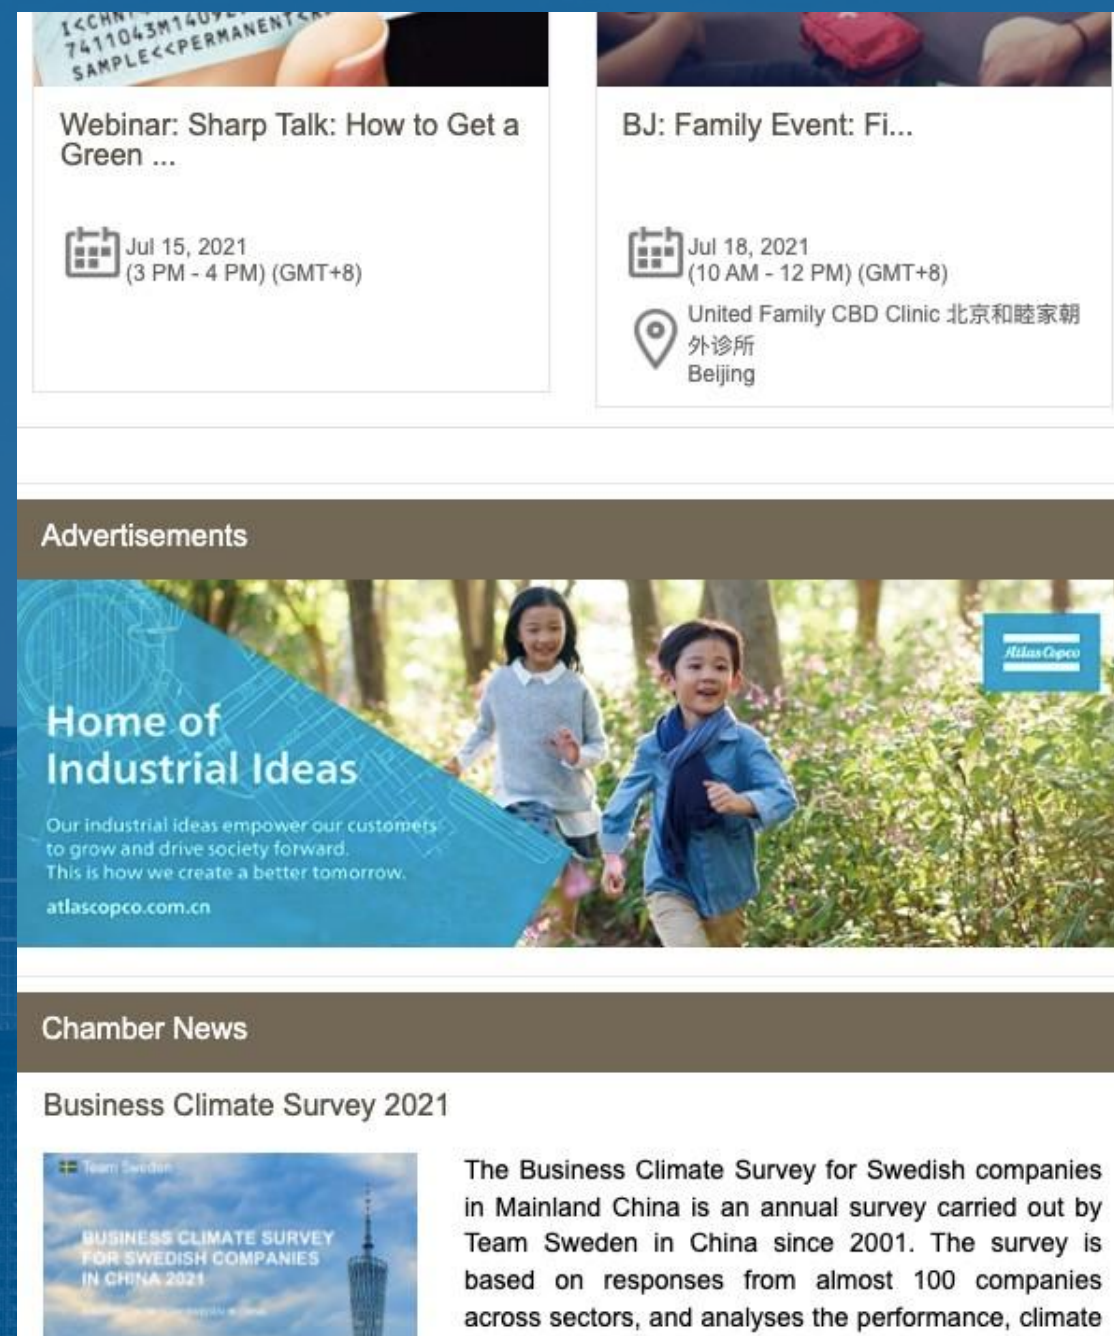 I<CHN
7411043M1409
SAMPLE<<PERMANENT<R
Webinar: Sharp Talk: How to Get a
Green ...
Jul 15, 2021
(3 PM - 4 PM) (GMT+8)
BJ: Family Event: Fi...
Jul 18, 2021
(10 AM - 12 PM) (GMT+8)
United Family CBD Clinic 北京和睦家朝
外诊所
Beijing
Advertisements
Atlas Copco
Home of
Industrial Ideas
Our industrial ideas empower our customers
to grow and drive society forward.
This is how we create a better tomorrow.
atlascopco.com.cn
Chamber News
Business Climate Survey 2021
Team Sweden
BUSINESS CLIMATE SURVEY
FOR SWEDISH COMPANIES
IN CHINA 2021
The Business Climate Survey for Swedish companies
in Mainland China is an annual survey carried out by
Team Sweden in China since 2001. The survey is
based on responses from almost 100 companies
across sectors, and analyses the performance, climate